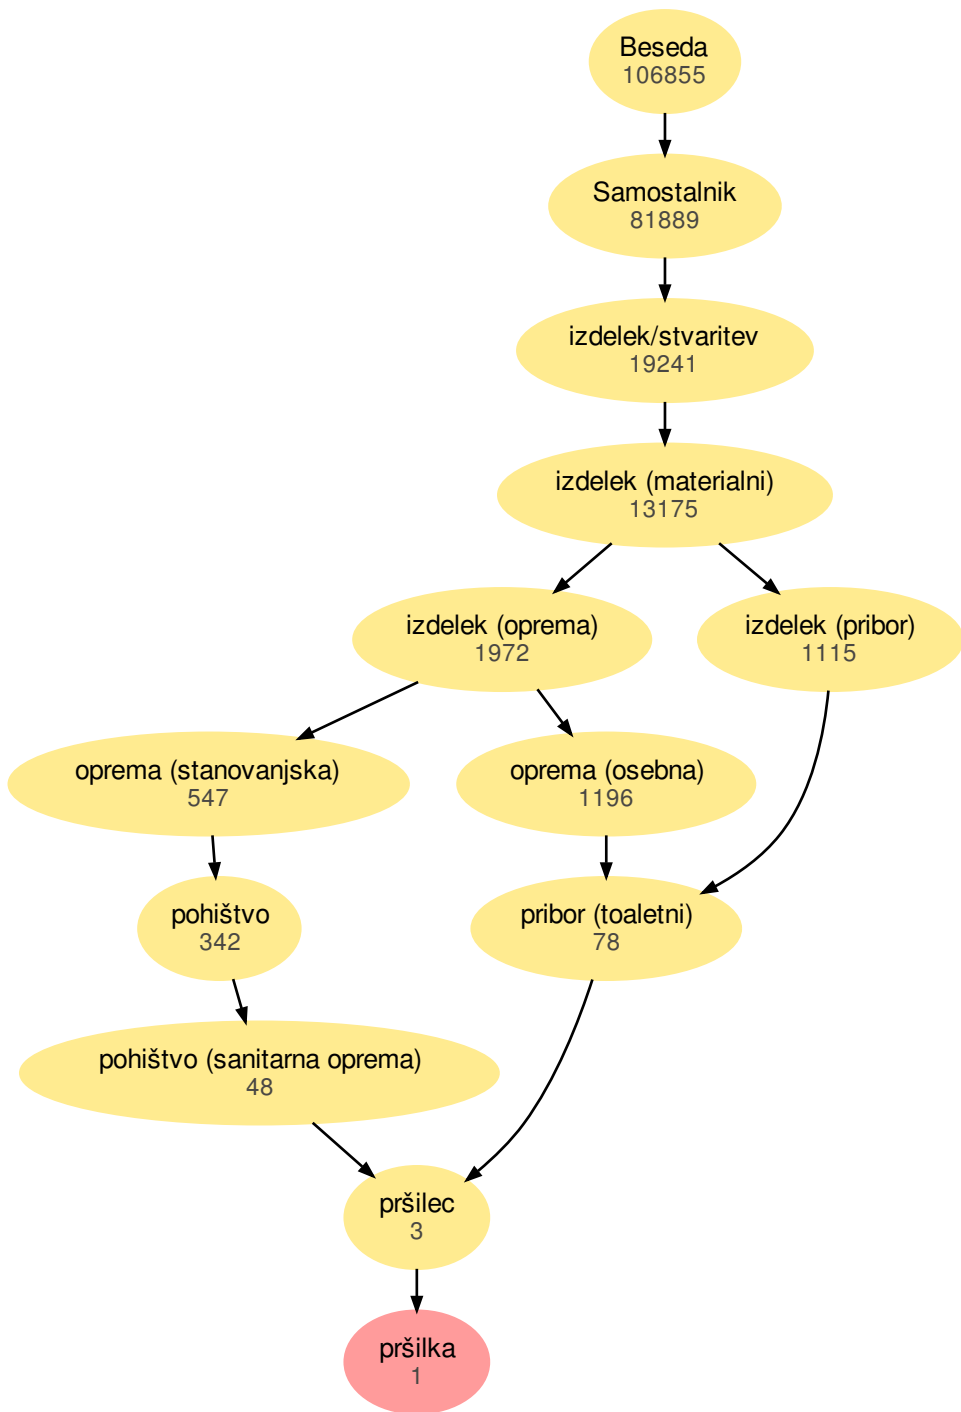 Beseda
106855
Samostalnik
81889
izdelek/stvaritev
19241
izdelek (materialni)
13175
izdelek (oprema)
1972
izdelek (pribor)
1115
oprema (stanovanjska)
547
oprema (osebna)
1196
pohištvo
342
pribor (toaletni)
78
pohištvo (sanitarna oprema)
48
pršilec
3
pršilka
1